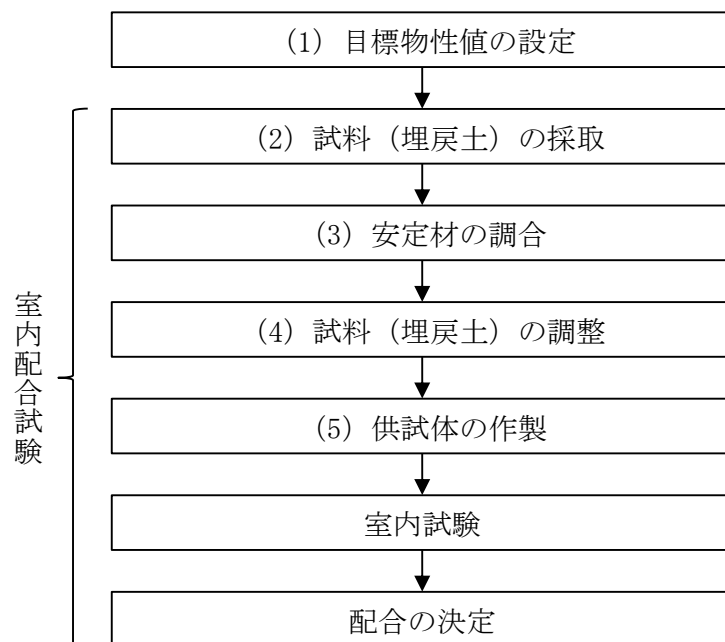 (1) 目標物性値の設定
(2) 試料（埋戻土）の採取
(3) 安定材の調合
(4) 試料（埋戻土）の調整
(5) 供試体の作製
室内試験
配合の決定
室内配合試験